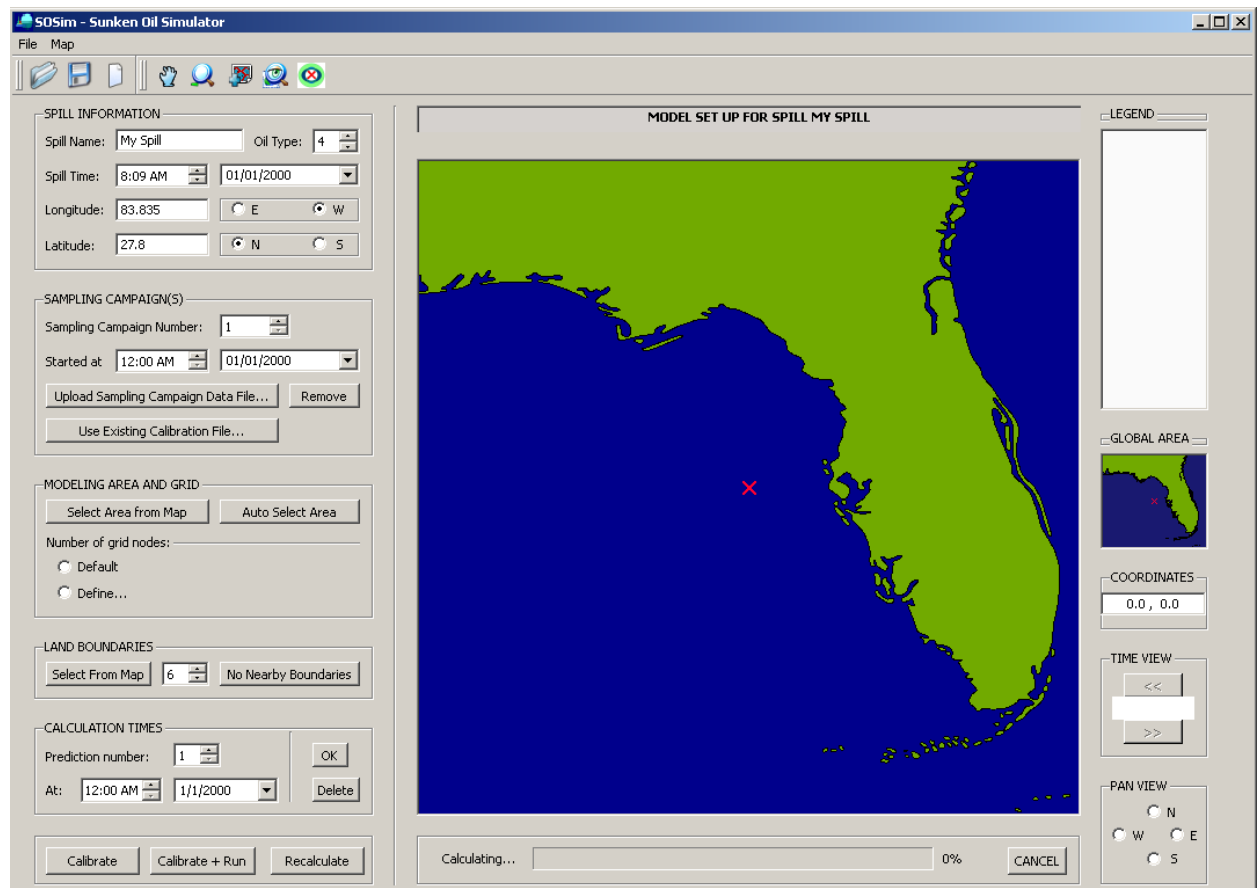 SOSim - Sunken Oil Simulator
File Map
SPILL INFORMATION
Spill Name: My Spill Oil Type: 4
Spill Time: 8:09 AM 01/01/2000
Longitude: 83.835 E W
Latitude: 27.8 N S
SAMPLING CAMPAIGN(S)
Sampling Campaign Number: 1
Started at 12:00 AM 01/01/2000
Upload Sampling Campaign Data File... Remove
Use Existing Calibration File...
MODELING AREA AND GRID
Select Area from Map Auto Select Area
Number of grid nodes:
Default
Define...
LAND BOUNDARIES
Select From Map 6 No Nearby Boundaries
CALCULATION TIMES
Prediction number: 1 OK
At: 12:00 AM 1/1/2000 Delete
Calibrate Calibrate + Run Recalculate
MODEL SET UP FOR SPILL MY SPILL
Calculating... 0% CANCEL
LEGEND
GLOBAL AREA
COORDINATES
0.0 , 0.0
TIME VIEW
<<
>>
PAN VIEW
N
W E
S